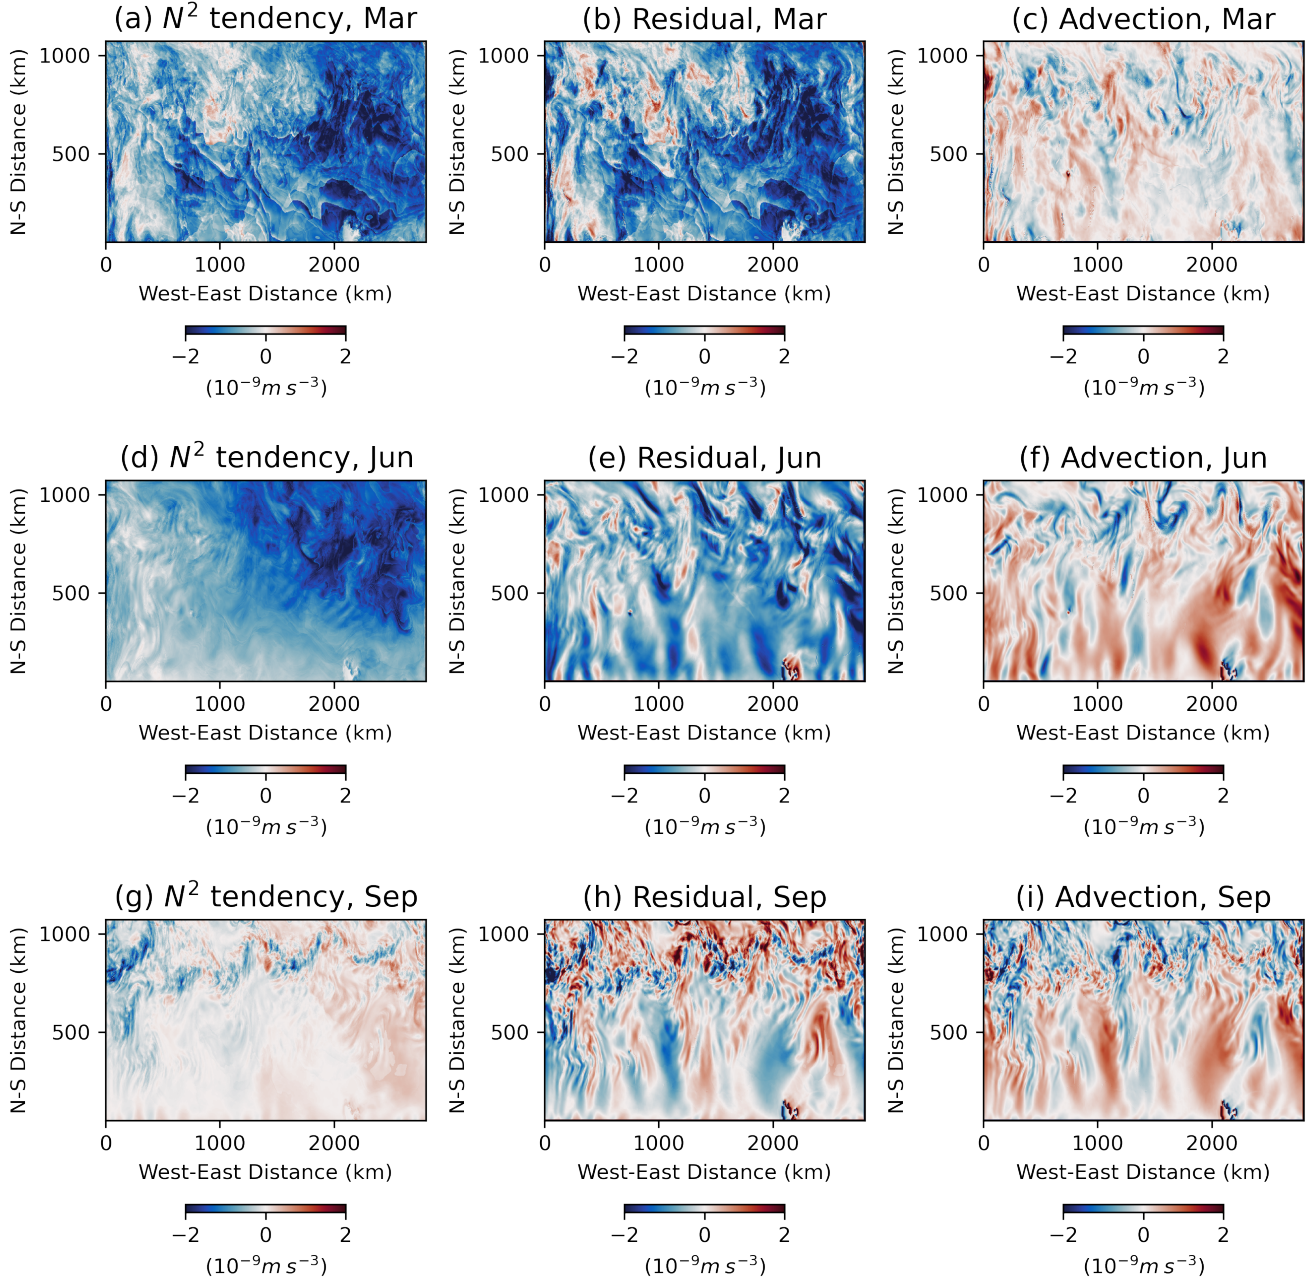 (a) N² tendency, Mar
(b) Residual, Mar
(c) Advection, Mar
N-S Distance (km)
1000
500
0 1000 2000
West-East Distance (km)
−2 0 2
(10⁻⁹m s⁻³)
N-S Distance (km)
1000
500
0 1000 2000
West-East Distance (km)
−2 0 2
(10⁻⁹m s⁻³)
N-S Distance (km)
1000
500
0 1000 2000
West-East Distance (km)
−2 0 2
(10⁻⁹m s⁻³)
(d) N² tendency, Jun
(e) Residual, Jun
(f) Advection, Jun
N-S Distance (km)
1000
500
0 1000 2000
West-East Distance (km)
−2 0 2
(10⁻⁹m s⁻³)
N-S Distance (km)
1000
500
0 1000 2000
West-East Distance (km)
−2 0 2
(10⁻⁹m s⁻³)
N-S Distance (km)
1000
500
0 1000 2000
West-East Distance (km)
−2 0 2
(10⁻⁹m s⁻³)
(g) N² tendency, Sep
(h) Residual, Sep
(i) Advection, Sep
N-S Distance (km)
1000
500
0 1000 2000
West-East Distance (km)
−2 0 2
(10⁻⁹m s⁻³)
N-S Distance (km)
1000
500
0 1000 2000
West-East Distance (km)
−2 0 2
(10⁻⁹m s⁻³)
N-S Distance (km)
1000
500
0 1000 2000
West-East Distance (km)
−2 0 2
(10⁻⁹m s⁻³)